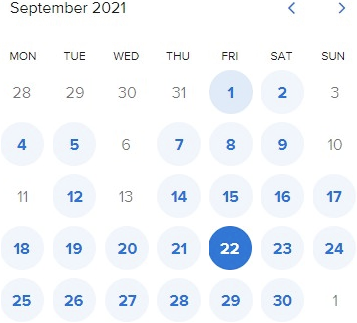 September 2021
MON TUE WED THU FRI SAT SUN
28 29 30 31 1 2 3
4 5 6 7 8 9 10
11 12 13 14 15 16 17
18 19 20 21 22 23 24
25 26 27 28 29 30 1